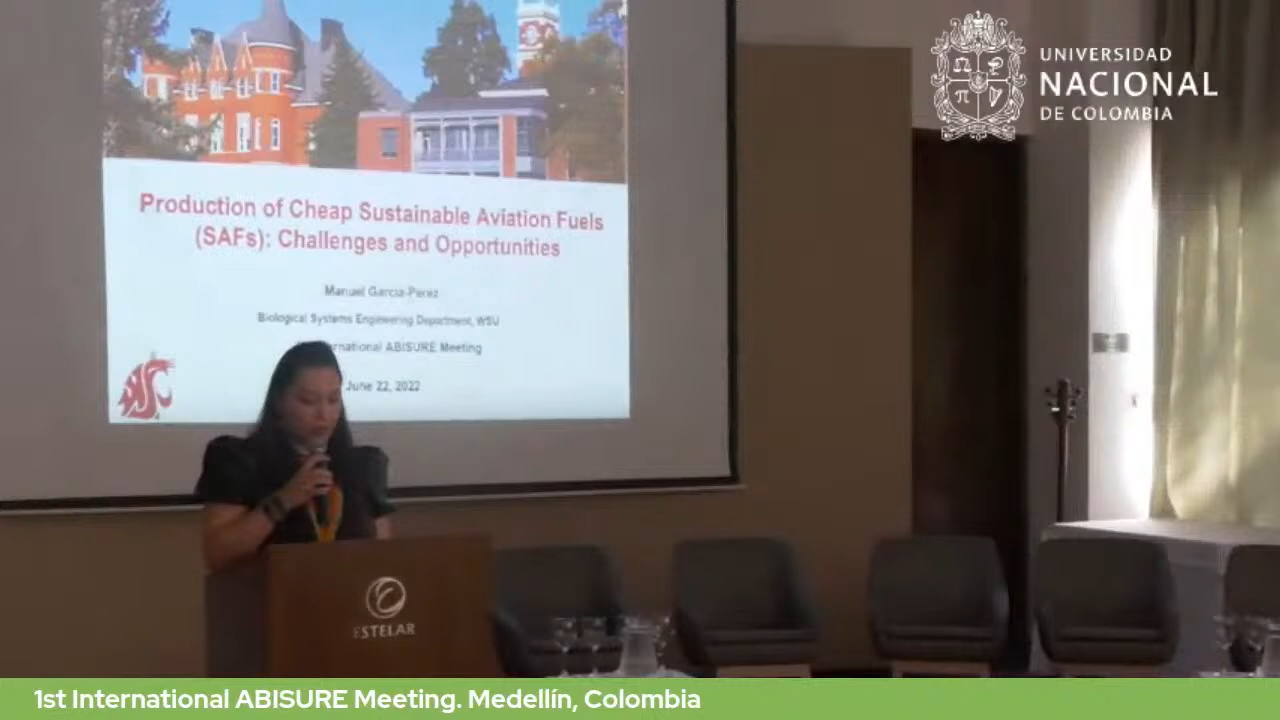 UNIVERSIDAD
NACIONAL
DE COLOMBIA
Production of Cheap Sustainable Aviation Fuels
(SAFs): Challenges and Opportunities
Manuel Garcia-Perez
Biological Systems Engineering Department, WSU
ABISURE Meeting
June 22, 2022
ESTELAR
1st International ABISURE Meeting. Medellín, Colombia